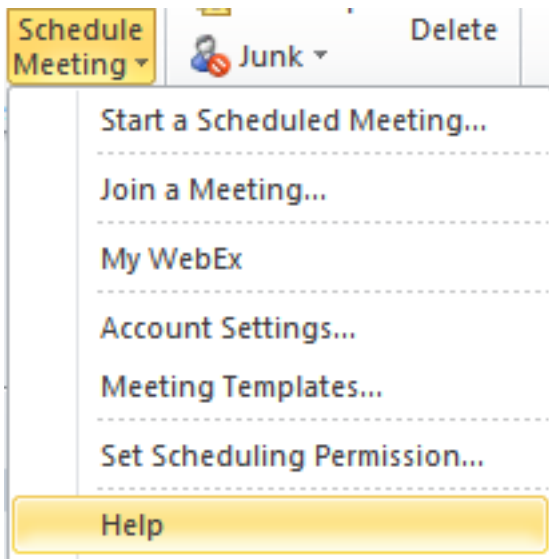 Schedule
Meeting
Junk
Delete
Start a Scheduled Meeting...
Join a Meeting...
My WebEx
Account Settings...
Meeting Templates...
Set Scheduling Permission...
Help